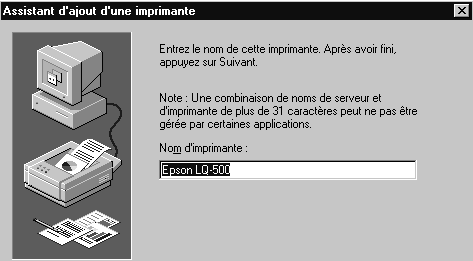 Assistant d'ajout d'une imprimante
Entrez le nom de cette imprimante. Après avoir fini,
appuyez sur Suivant.
Note : Une combinaison de noms de serveur et
d'imprimante de plus de 31 caractères peut ne pas être
gérée par certaines applications.
Nom d'imprimante :
Epson LQ-500